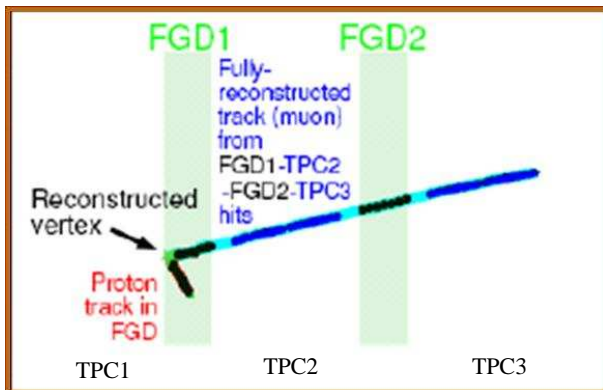 FGD1
FGD2
Fully-
reconstructed
track (muon)
from
FGD1-TPC2
-FGD2-TPC3
hits
Reconstructed
vertex
Proton
track in
FGD
TPC1
TPC2
TPC3